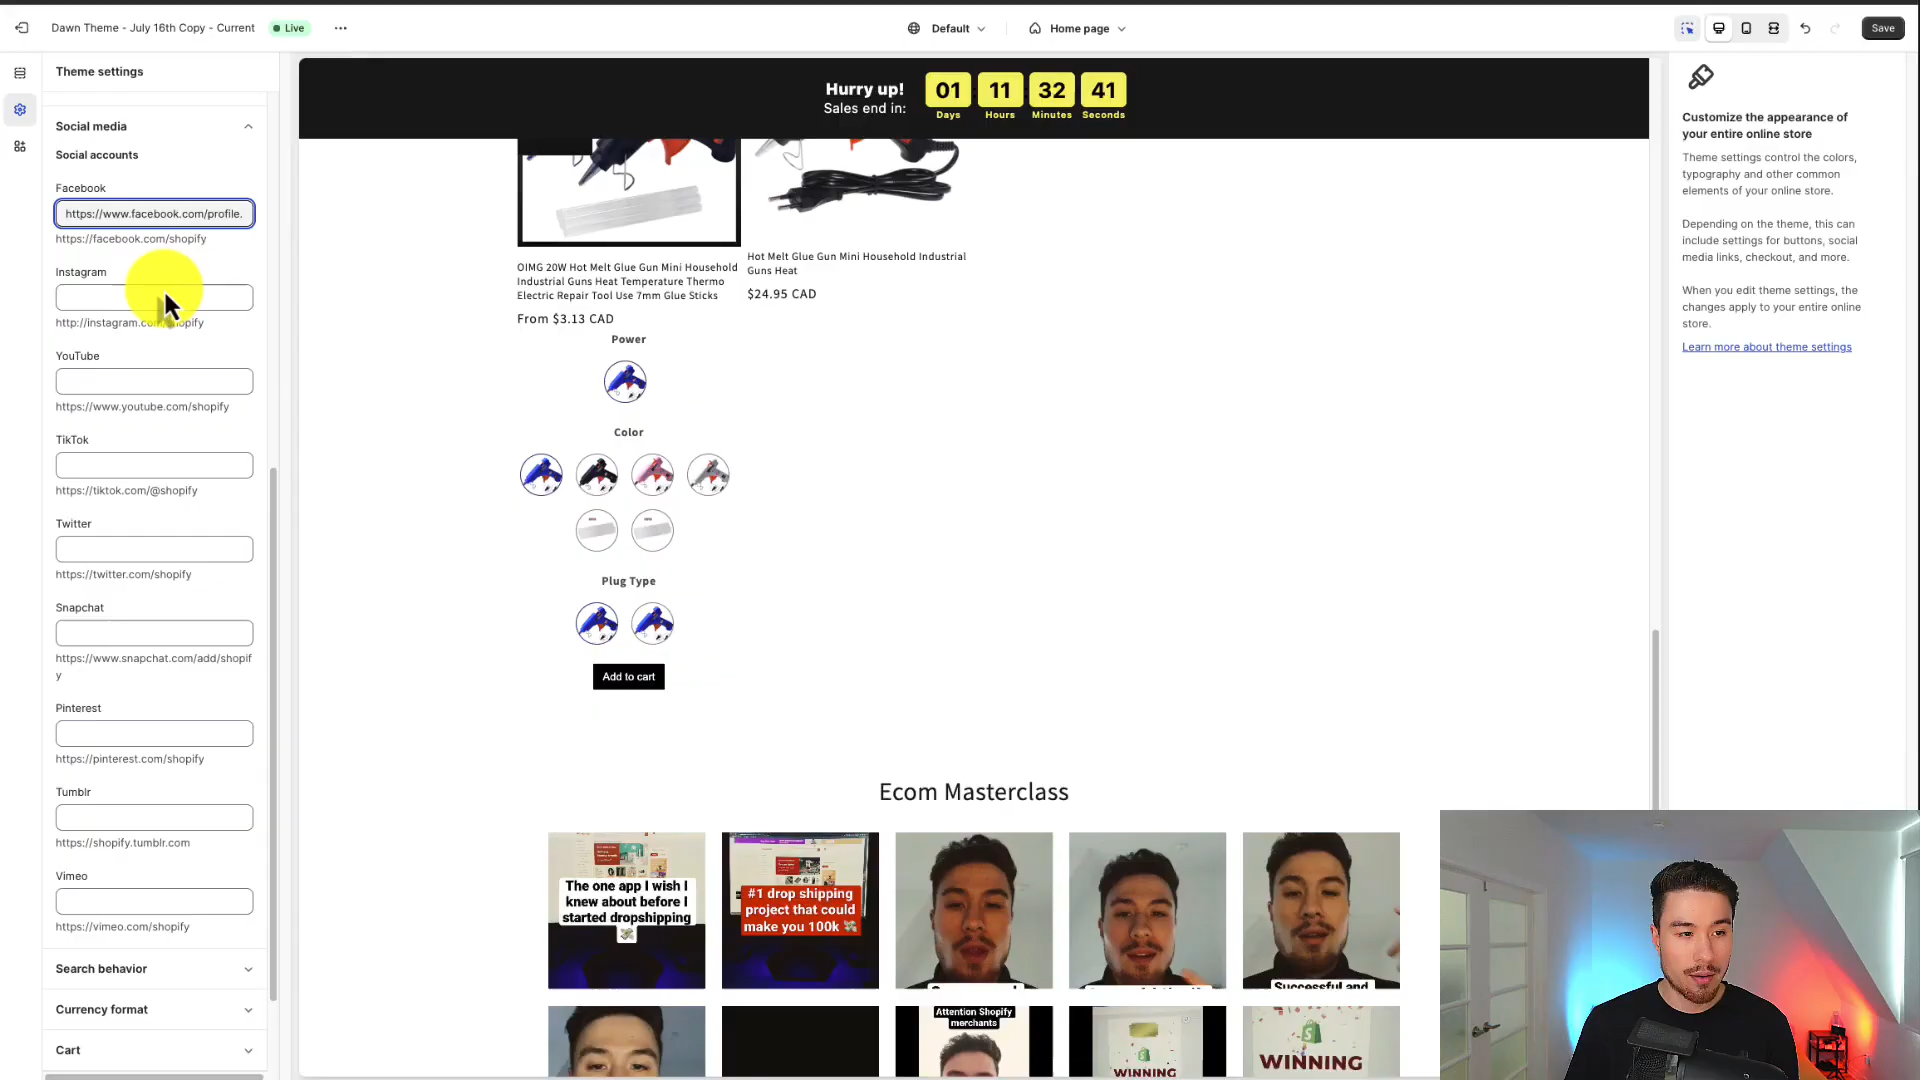 Dawn Theme - July 16th Copy - Current
Live
Default
Home page
Save
Theme settings
Social media
Social accounts
Facebook
https://www.facebook.com/profile.
https://facebook.com/shopify
Instagram
http://instagram.com/shopify
YouTube
https://www.youtube.com/shopify
TikTok
https://tiktok.com/@shopify
Twitter
https://twitter.com/shopify
Snapchat
https://www.snapchat.com/add/shopif
y
Pinterest
https://pinterest.com/shopify
Tumblr
https://shopify.tumblr.com
Vimeo
https://vimeo.com/shopify
Search behavior
Currency format
Cart
Hurry up!
Sales end in:
01 11 32 41
Days Hours Minutes Seconds
OIMG 20W Hot Melt Glue Gun Mini Household
Industrial Guns Heat Temperature Thermo
Electric Repair Tool Use 7mm Glue Sticks
From $3.13 CAD
Hot Melt Glue Gun Mini Household Industrial
Guns Heat
$24.95 CAD
Power
Color
Plug Type
Add to cart
Ecom Masterclass
The one app I wish I
knew about before I
started dropshipping
#1 drop shipping
project that could
make you 100k
Successful and
Attention Shopify
merchants
WINNING
WINNING
Customize the appearance of
your entire online store
Theme settings control the colors,
typography and other common
elements of your online store.
Depending on the theme, this can
include settings for buttons, social
media links, checkout, and more.
When you edit theme settings, the
changes apply to your entire online
store.
Learn more about theme settings